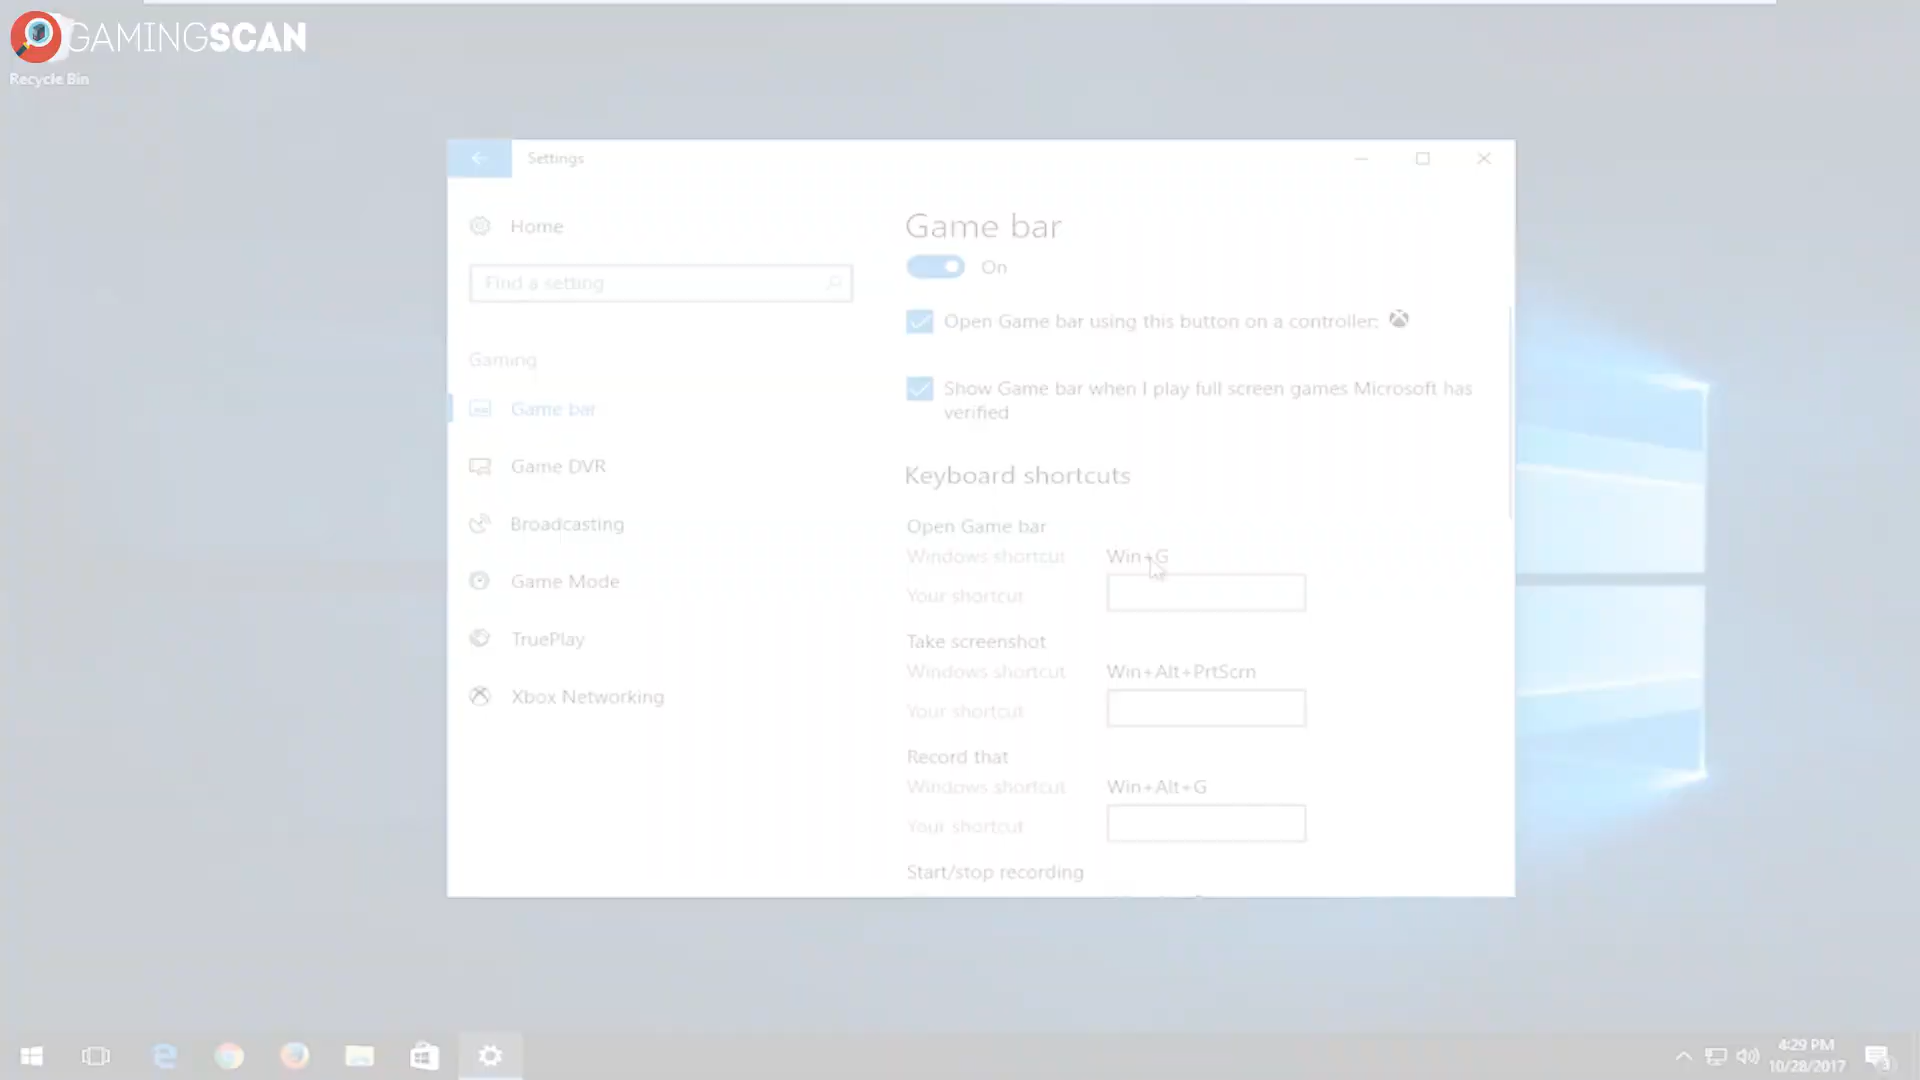 GAMINGSCAN
Recycle Bin
Settings
Home
Find a setting
Gaming
Game bar
Game DVR
Broadcasting
Game Mode
TruePlay
Xbox Networking
Game bar
On
Open Game bar using this button on a controller:
Show Game bar when I play full screen games Microsoft has
verified
Keyboard shortcuts
Open Game bar
Windows shortcut Win+G
Your shortcut
Take screenshot
Windows shortcut Win+Alt+PrtScrn
Your shortcut
Record that
Windows shortcut Win+Alt+G
Your shortcut
Start/stop recording
4:29 PM
10/28/2017
3